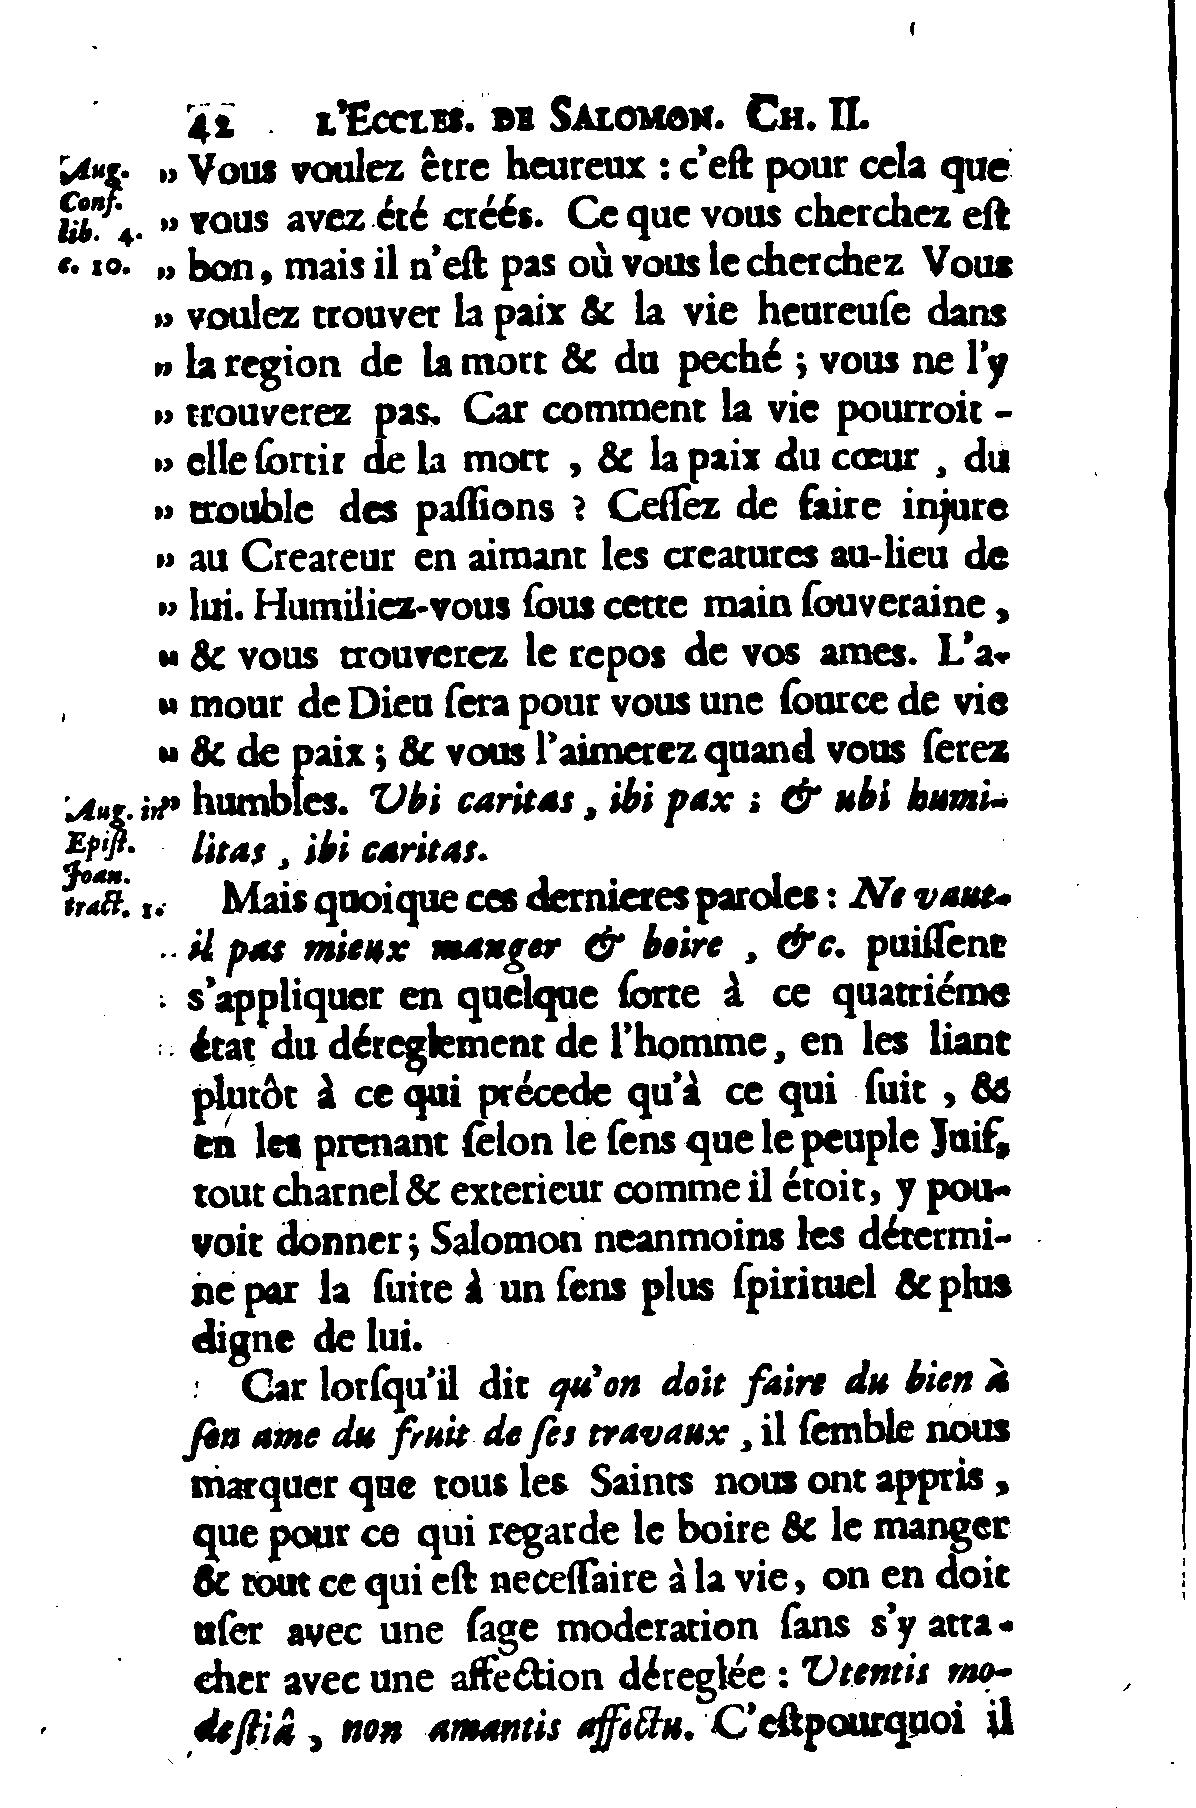 42 L'ECCLES. DE SALOMON. CH. II.
Aug. Conf. lib. 4. c. 10.
„ Vous voulez être heureux : c'eſt pour cela que
„ vous avez été créés. Ce que vous cherchez eſt
„ bon, mais il n'eſt pas où vous le cherchez Vous
„ voulez trouver la paix & la vie heureuſe dans
„ la region de la mort & du peché ; vous ne l'y
„ trouverez pas. Car comment la vie pourroit-
„ elle ſortir de la mort, & la paix du cœur, du
„ trouble des paſſions ? Ceſſez de faire injure
„ au Createur en aimant les creatures au-lieu de
„ lui. Humiliez-vous ſous cette main ſouveraine,
„ & vous trouverez le repos de vos ames. L'a-
„ mour de Dieu ſera pour vous une ſource de vie
„ & de paix ; & vous l'aimerez quand vous ſerez
„ humbles. Ubi caritas, ibi pax ; & ubi humi-
litas, ibi caritas.
Aug. in Epiſt. Joan. tract. 1.
Mais quoique ces dernieres paroles : Ne vaut-
il pas mieux manger & boire, &c. puiſſent
s'appliquer en quelque ſorte à ce quatriéme
état du déreglement de l'homme, en les liant
plutôt à ce qui précede qu'à ce qui ſuit, &
en les prenant ſelon le ſens que le peuple Juif,
tout charnel & exterieur comme il étoit, y pou-
voit donner ; Salomon neanmoins les détermi-
ne par la ſuite à un ſens plus ſpirituel & plus
digne de lui.
Car lorſqu'il dit qu'on doit faire du bien à
ſon ame du fruit de ſes travaux, il ſemble nous
marquer que tous les Saints nous ont appris,
que pour ce qui regarde le boire & le manger
& tout ce qui eſt neceſſaire à la vie, on en doit
uſer avec une ſage moderation ſans s'y atta-
cher avec une affection déreglée : Utentis mo-
deſtiâ, non amantis affectu. C'eſtpourquoi il